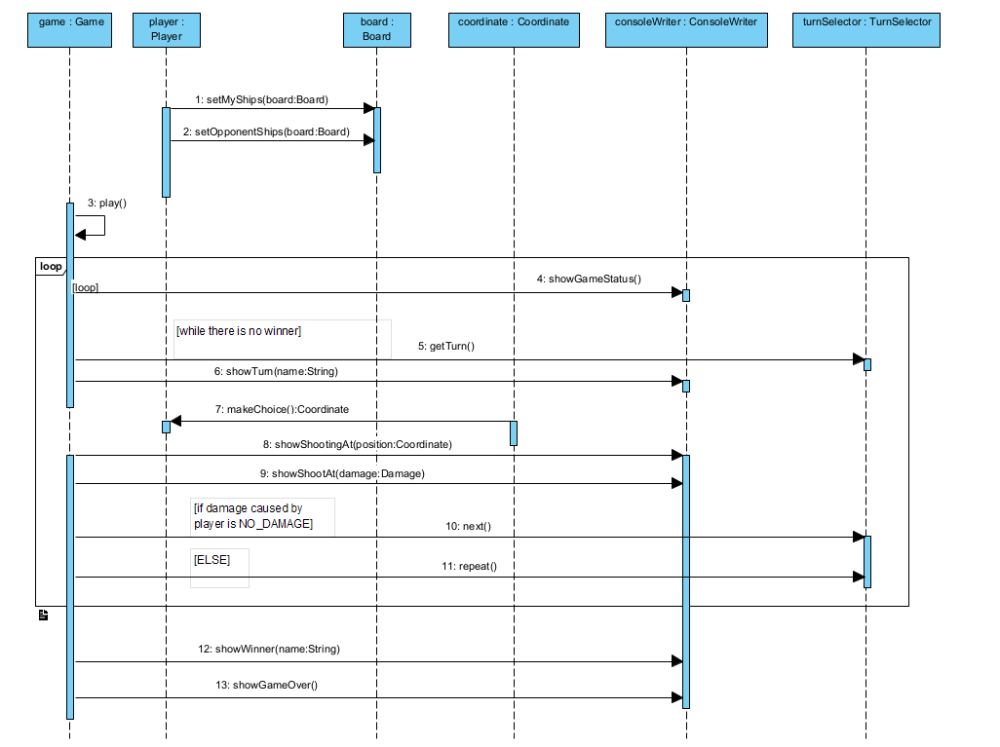 game : Game
player :
Player
board :
Board
coordinate : Coordinate
consoleWriter : ConsoleWriter
turnSelector : TurnSelector
1: setMyShips(board:Board)
2: setOpponentShips(board:Board)
3: play()
loop
[loop]
4: showGameStatus()
[while there is no winner]
5: getTurn()
6: showTurn(name:String)
7: makeChoice():Coordinate
8: showShootingAt(position:Coordinate)
9: showShootAt(damage:Damage)
[if damage caused by
player is NO_DAMAGE]
10: next()
[ELSE]
11: repeat()
12: showWinner(name:String)
13: showGameOver()